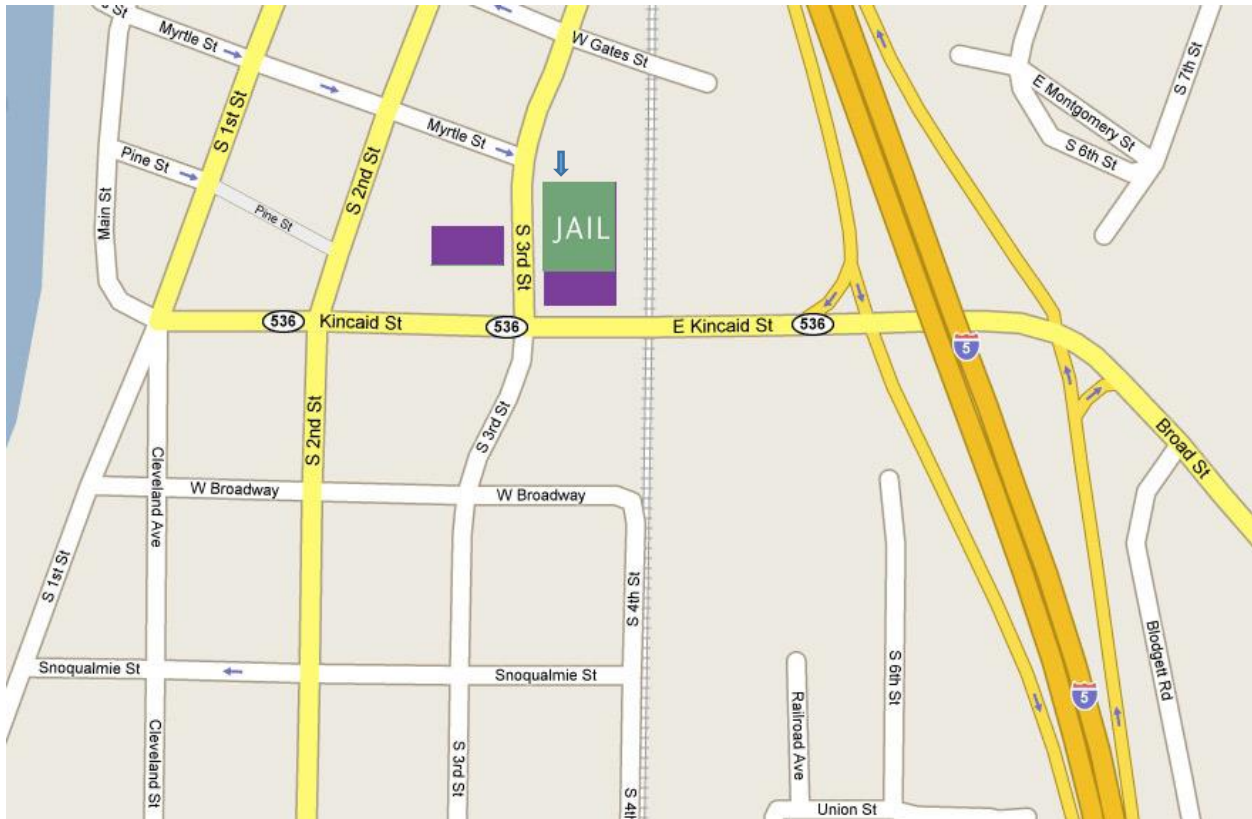 W Gates St
Myrtle St
S 7th St
E Montgomery St
S 1st St
Myrtle St
S 6th St
Pine St
S 2nd St
Main St
Pine St
JAIL
S 3rd St
536
Kincaid St
536
E Kincaid St
536
5
S 3rd St
Broad St
S 2nd St
Cleveland Ave
W Broadway
W Broadway
S 1st St
S 4th St
Blodgett Rd
Snoqualmie St
Snoqualmie St
S 6th St
5
Railroad Ave
Cleveland St
S 3rd St
S 4th
Union St